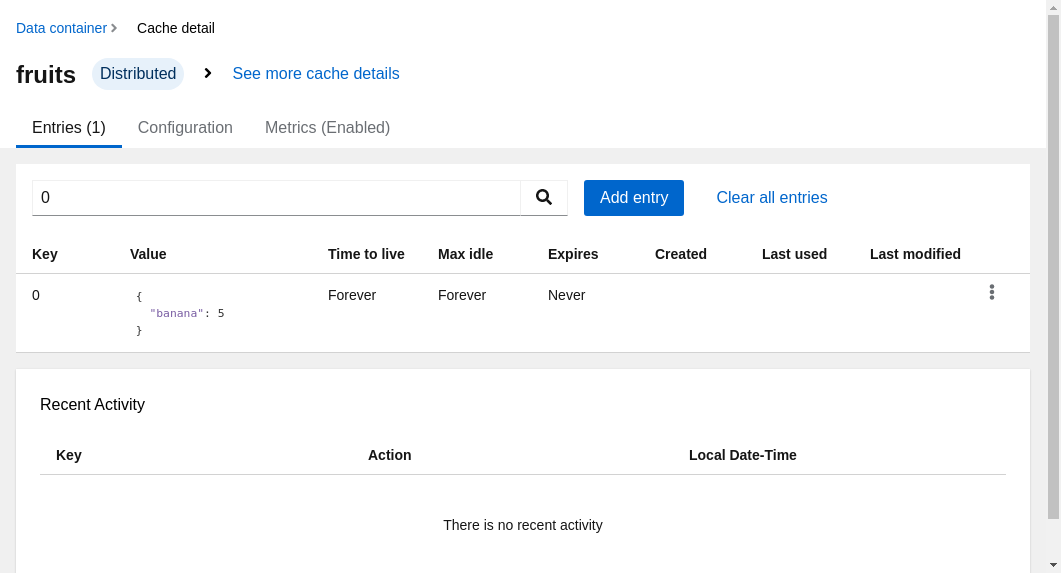 Data container Cache detail
fruits Distributed See more cache details
Entries (1) Configuration Metrics (Enabled)
0 Add entry Clear all entries
Key Value Time to live Max idle Expires Created Last used Last modified
0 { Forever Forever Never
"banana": 5
}
Recent Activity
Key Action Local Date-Time
There is no recent activity